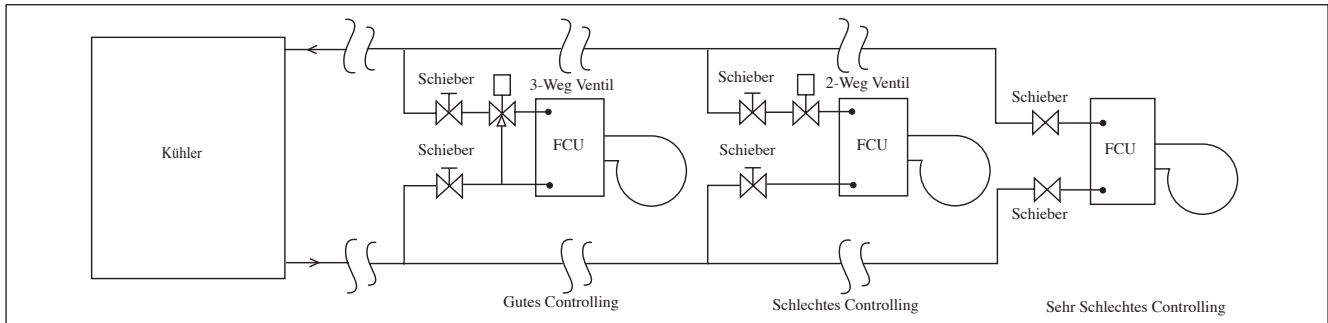 Kühler
Schieber
3-Weg Ventil
Schieber
FCU
Gutes Controlling
Schieber
2-Weg Ventil
Schieber
FCU
Schlechtes Controlling
Schieber
FCU
Schieber
Sehr Schlechtes Controlling